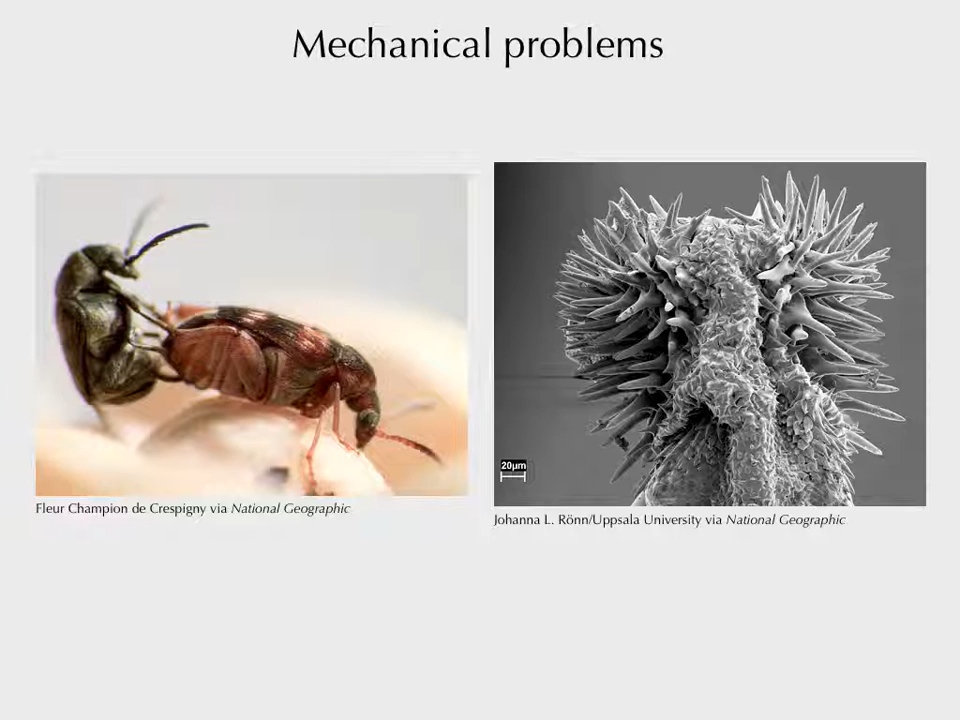 Mechanical problems
20µm
Fleur Champion de Crespigny via National Geographic
Johanna L. Rönn/Uppsala University via National Geographic